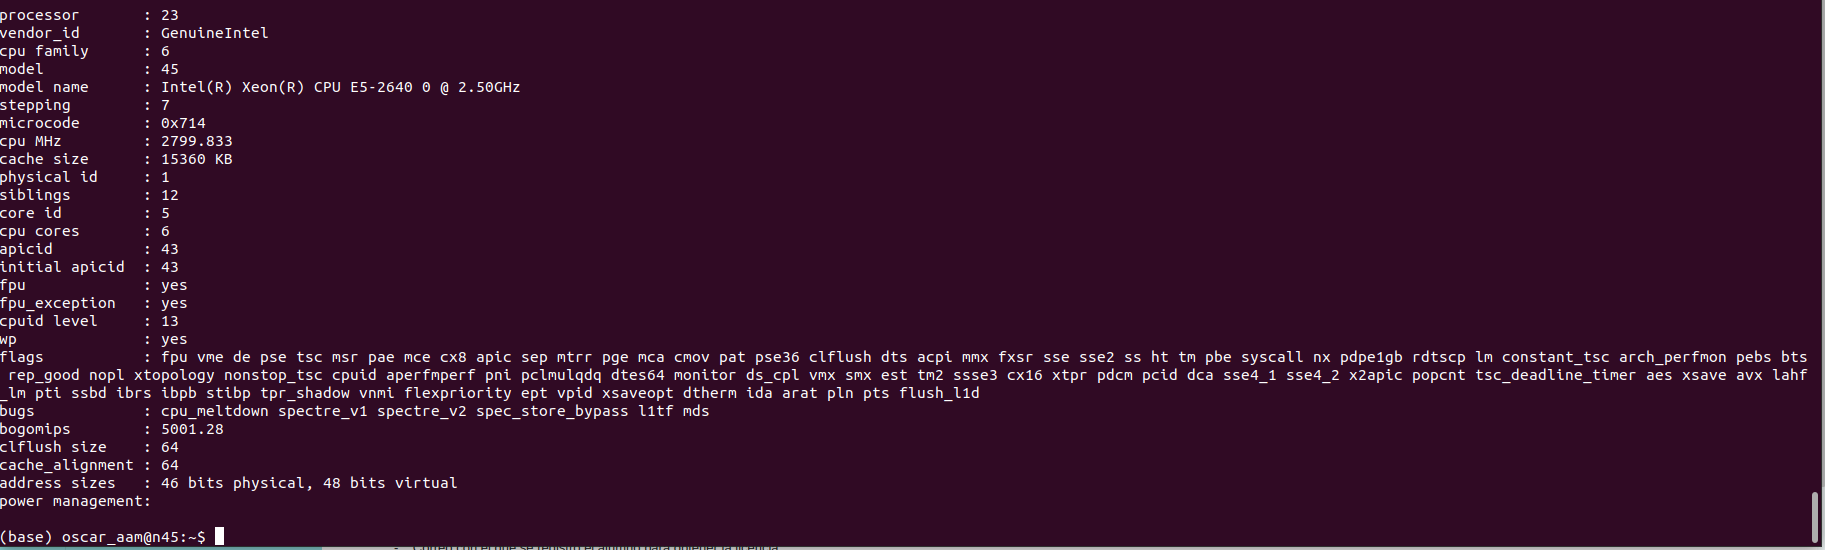 processor       : 23
vendor_id       : GenuineIntel
cpu family      : 6
model           : 45
model name      : Intel(R) Xeon(R) CPU E5-2640 0 @ 2.50GHz
stepping        : 7
microcode       : 0x714
cpu MHz         : 2799.833
cache size      : 15360 KB
physical id     : 1
siblings        : 12
core id         : 5
cpu cores       : 6
apicid          : 43
initial apicid  : 43
fpu             : yes
fpu_exception   : yes
cpuid level     : 13
wp              : yes
flags           : fpu vme de pse tsc msr pae mce cx8 apic sep mtrr pge mca cmov pat pse36 clflush dts acpi mmx fxsr sse sse2 ss ht tm pbe syscall nx pdpe1gb rdtscp lm constant_tsc arch_perfmon pebs bts
 rep_good nopl xtopology nonstop_tsc cpuid aperfmperf pni pclmulqdq dtes64 monitor ds_cpl vmx smx est tm2 ssse3 cx16 xtpr pdcm pcid dca sse4_1 sse4_2 x2apic popcnt tsc_deadline_timer aes xsave avx lahf
_lm pti ssbd ibrs ibpb stibp tpr_shadow vnmi flexpriority ept vpid xsaveopt dtherm ida arat pln pts flush_l1d
bugs            : cpu_meltdown spectre_v1 spectre_v2 spec_store_bypass l1tf mds
bogomips        : 5001.28
clflush size    : 64
cache_alignment : 64
address sizes   : 46 bits physical, 48 bits virtual
power management:
(base) oscar_aam@n45:~$